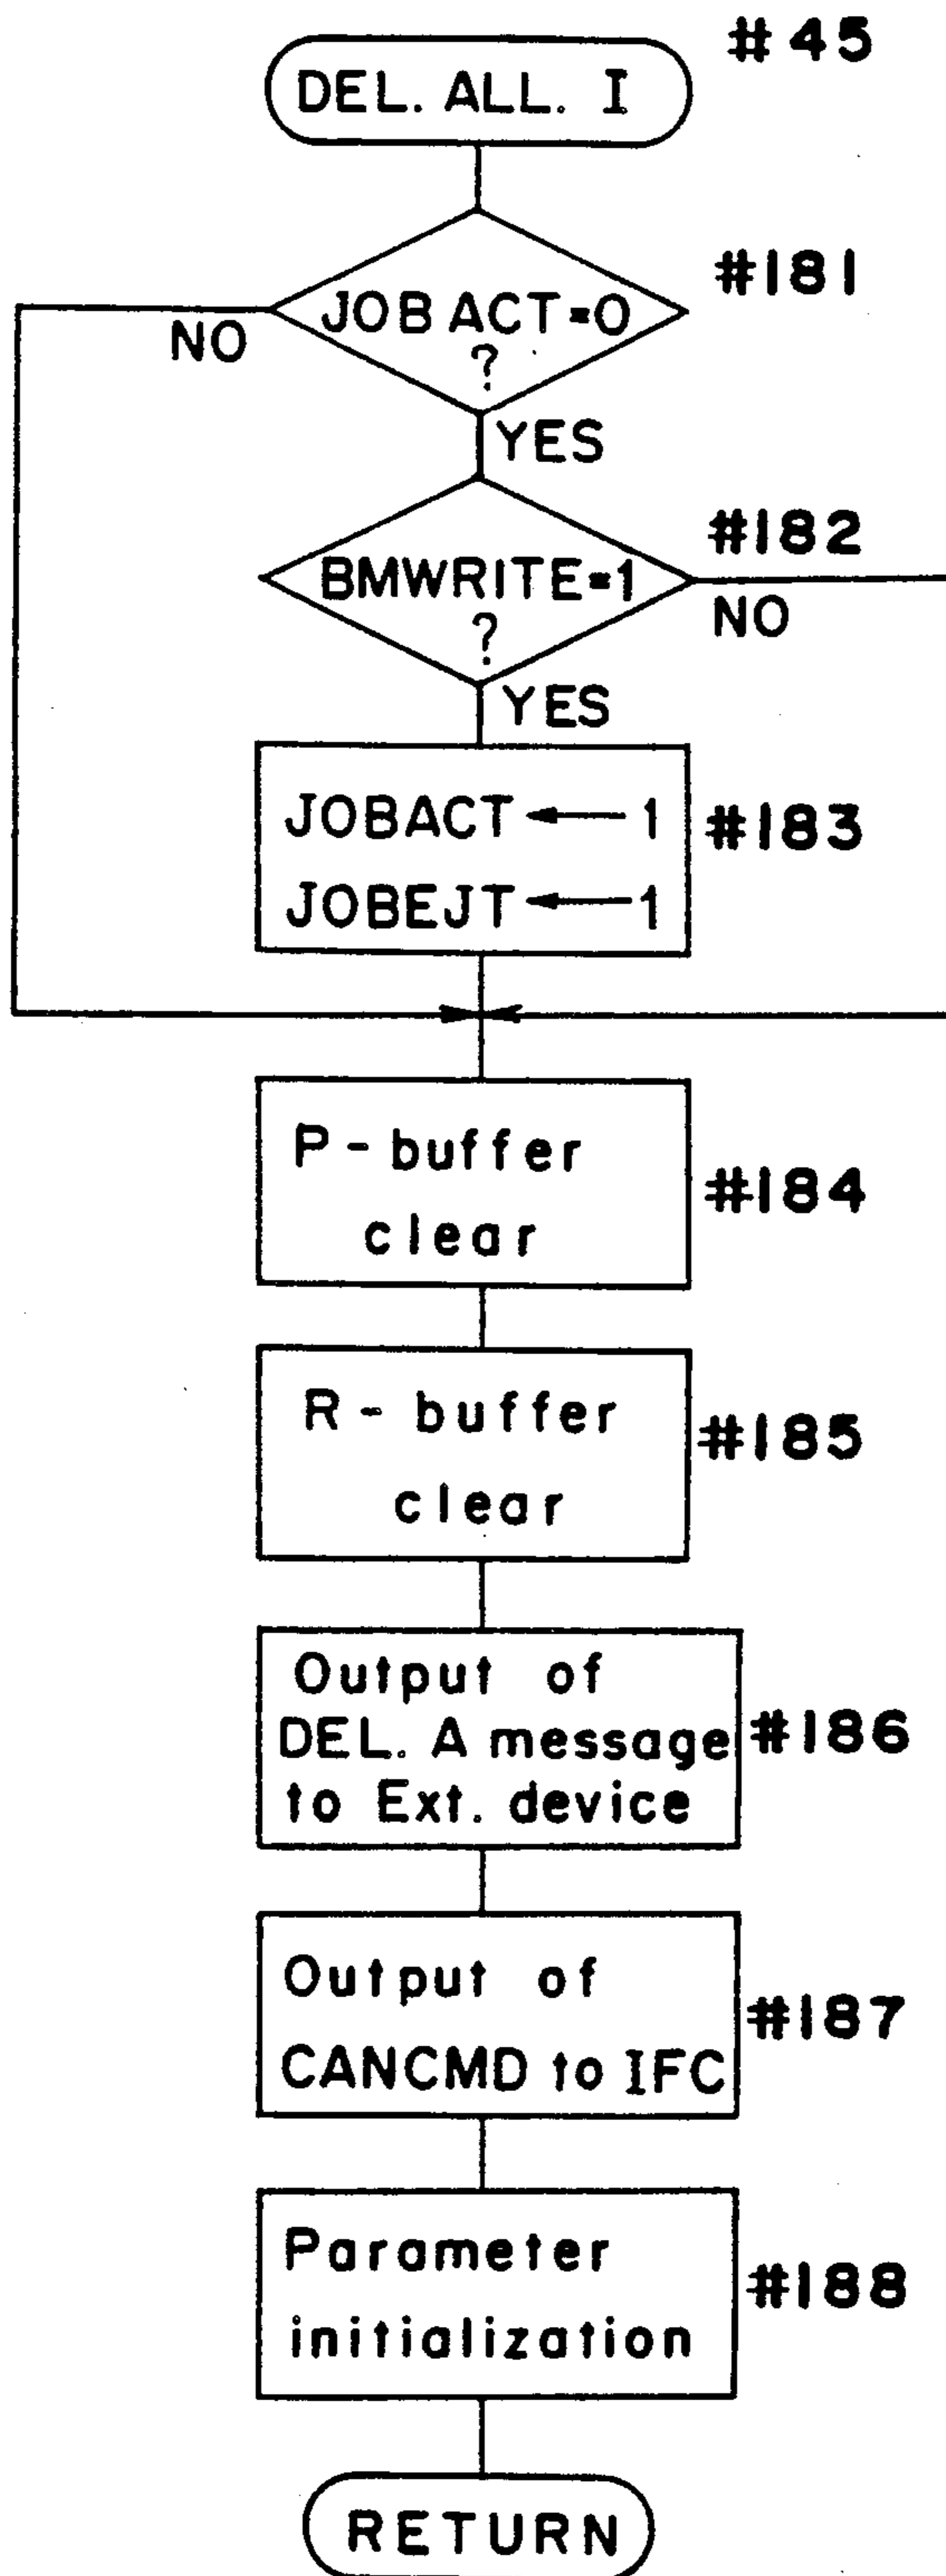 #45
DEL. ALL. I
#181
JOB ACT=0
?
NO
YES
#182
BMWRITE=1
?
NO
YES
JOBACT ← 1
#183
JOBEJT ← 1
P-buffer
clear
#184
R- buffer
clear
#185
Output of
DEL. A message
to Ext. device
#186
Output of
CANCMD to IFC
#187
Parameter
initialization
#188
RETURN